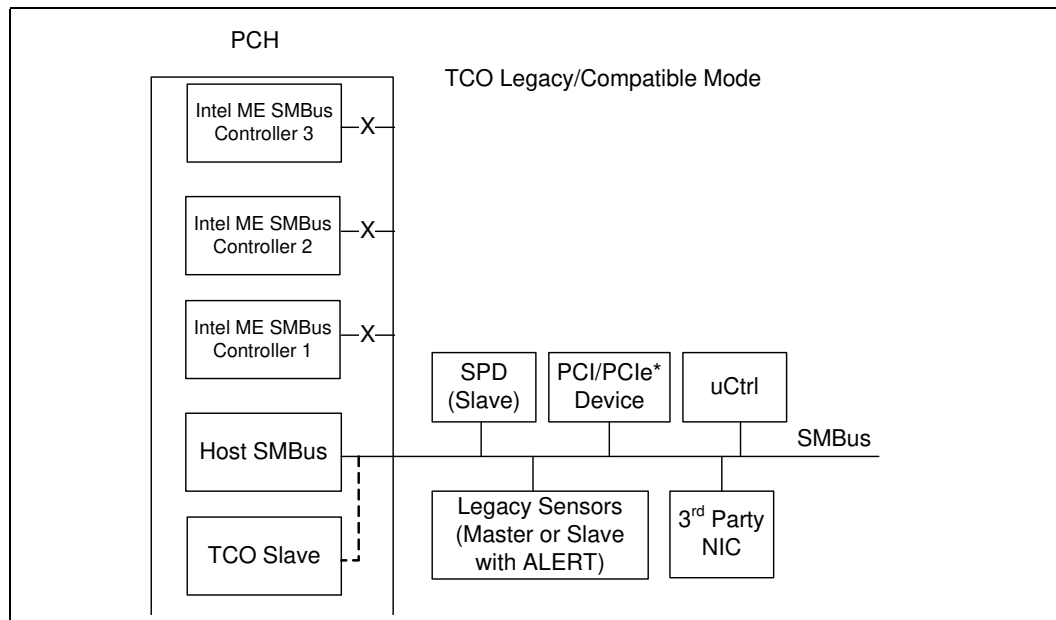 PCH
TCO Legacy/Compatible Mode
Intel ME SMBus
Controller 3
X
Intel ME SMBus
Controller 2
X
Intel ME SMBus
Controller 1
X
SPD
(Slave)
PCI/PCIe*
Device
uCtrl
Host SMBus
SMBus
Legacy Sensors
(Master or Slave
with ALERT)
3rd Party
NIC
TCO Slave